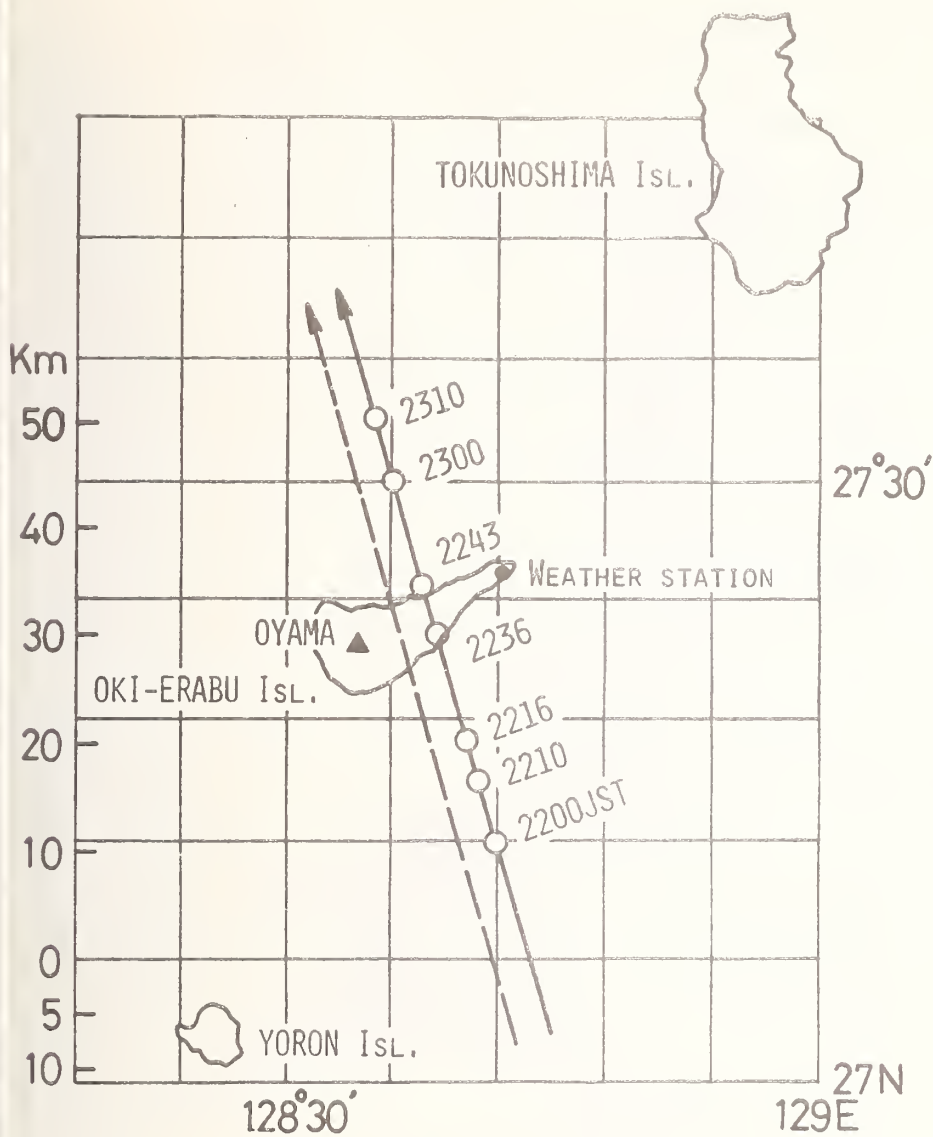 TOKUNOSHIMA ISL.
Km
50
40
30
20
10
0
5
10
2310
2300
27°30'
2243
WEATHER STATION
OYAMA
2236
OKI-ERABU ISL.
2216
2210
2200JST
YORON ISL.
27N
128°30'
129E